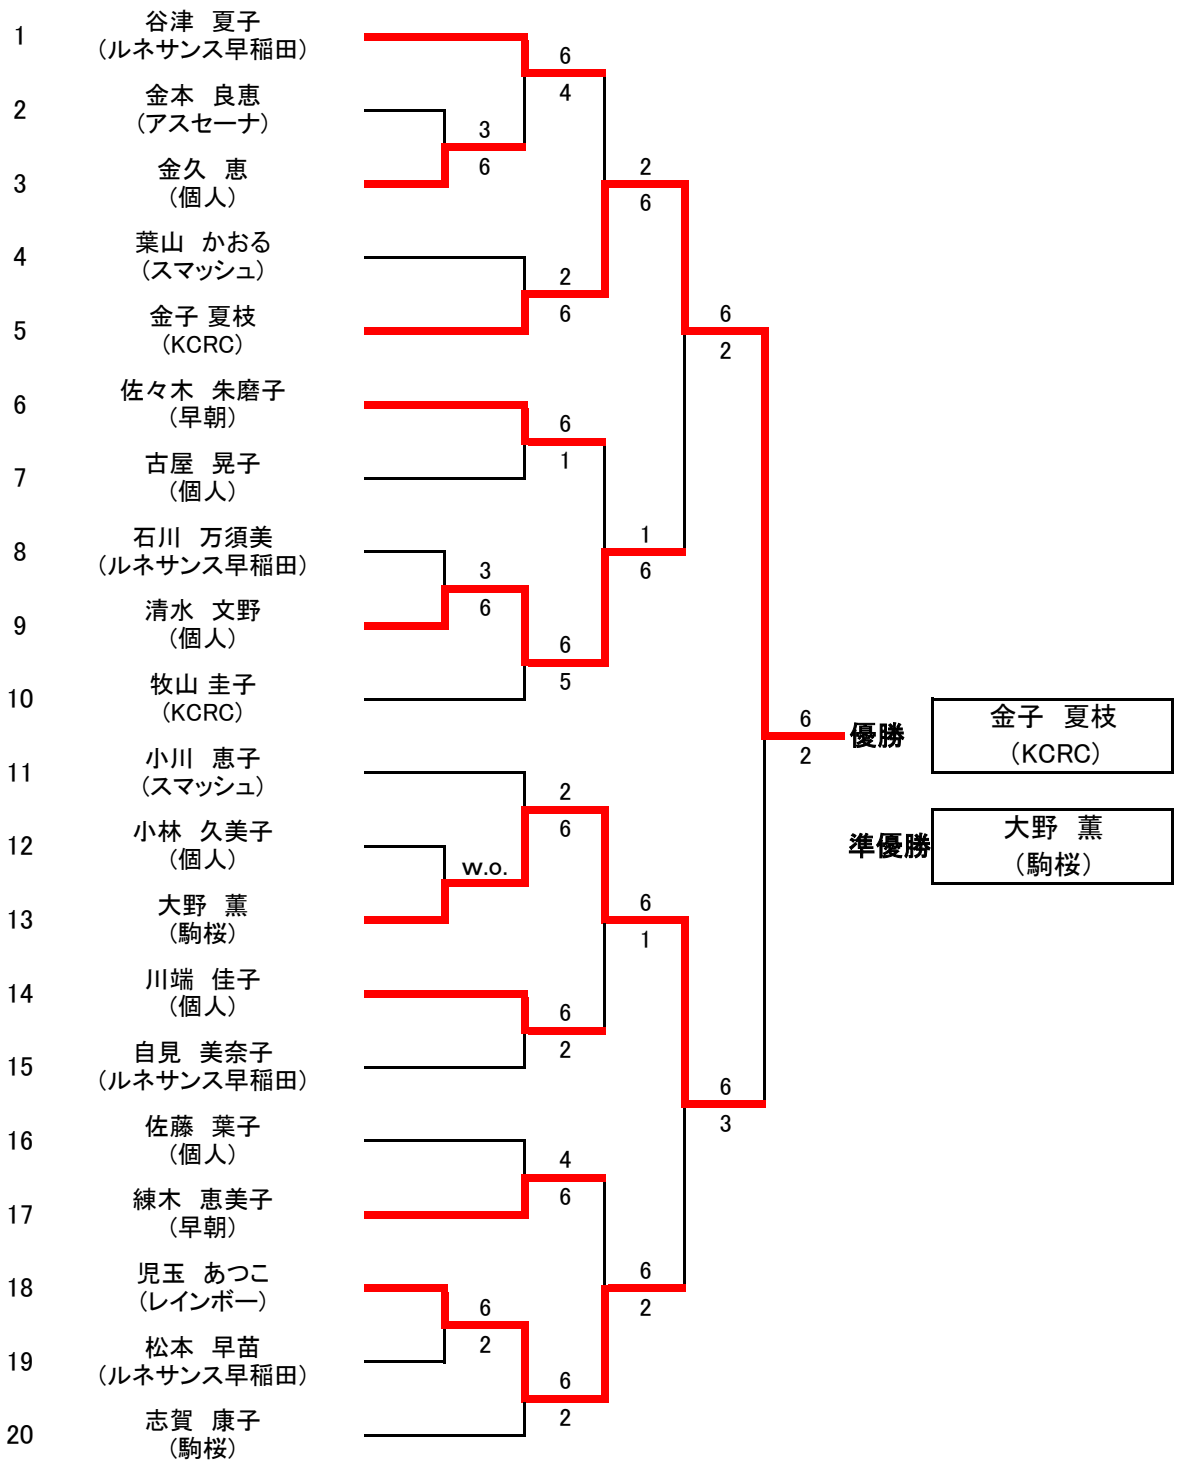 1
谷津　夏子
（ルネサンス早稲田）
2
金本　良恵
（アスセーナ）
3
金久　恵
（個人）
4
葉山　かおる
（スマッシュ）
5
金子 夏枝
（KCRC）
6
佐々木　朱磨子
（早朝）
7
古屋　晃子
（個人）
8
石川　万須美
（ルネサンス早稲田）
9
清水　文野
（個人）
10
牧山 圭子
（KCRC）
11
小川　恵子
（スマッシュ）
12
小林　久美子
（個人）
13
大野　薫
（駒桜）
14
川端　佳子
（個人）
15
自見　美奈子
（ルネサンス早稲田）
16
佐藤　葉子
（個人）
17
練木　恵美子
（早朝）
18
児玉　あつこ
（レインボー）
19
松本　早苗
（ルネサンス早稲田）
20
志賀　康子
（駒桜）
3
6
3
6
w.o.
6
2
6
4
2
6
6
1
6
5
2
6
6
2
4
6
6
2
2
6
1
6
6
1
6
2
6
2
6
3
6
2
優勝
金子　夏枝
（KCRC）
準優勝
大野　薫
（駒桜）